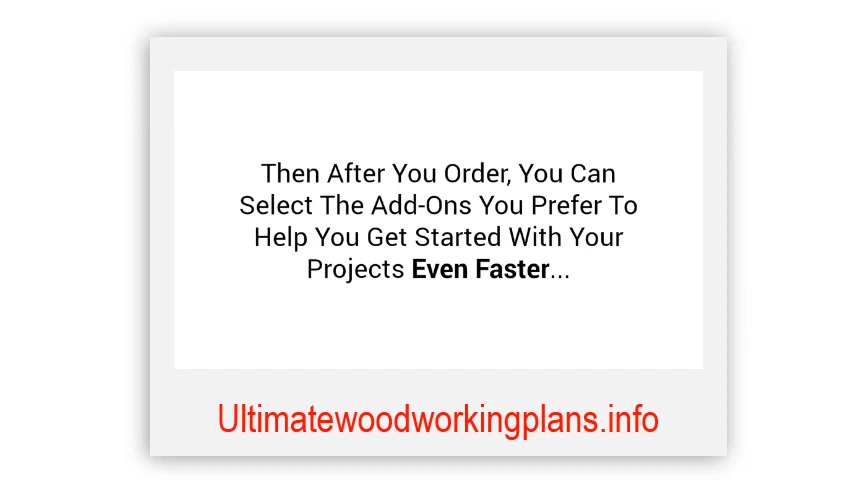 Then After You Order, You Can
Select The Add-Ons You Prefer To
Help You Get Started With Your
Projects Even Faster...
Ultimatewoodworkingplans.info